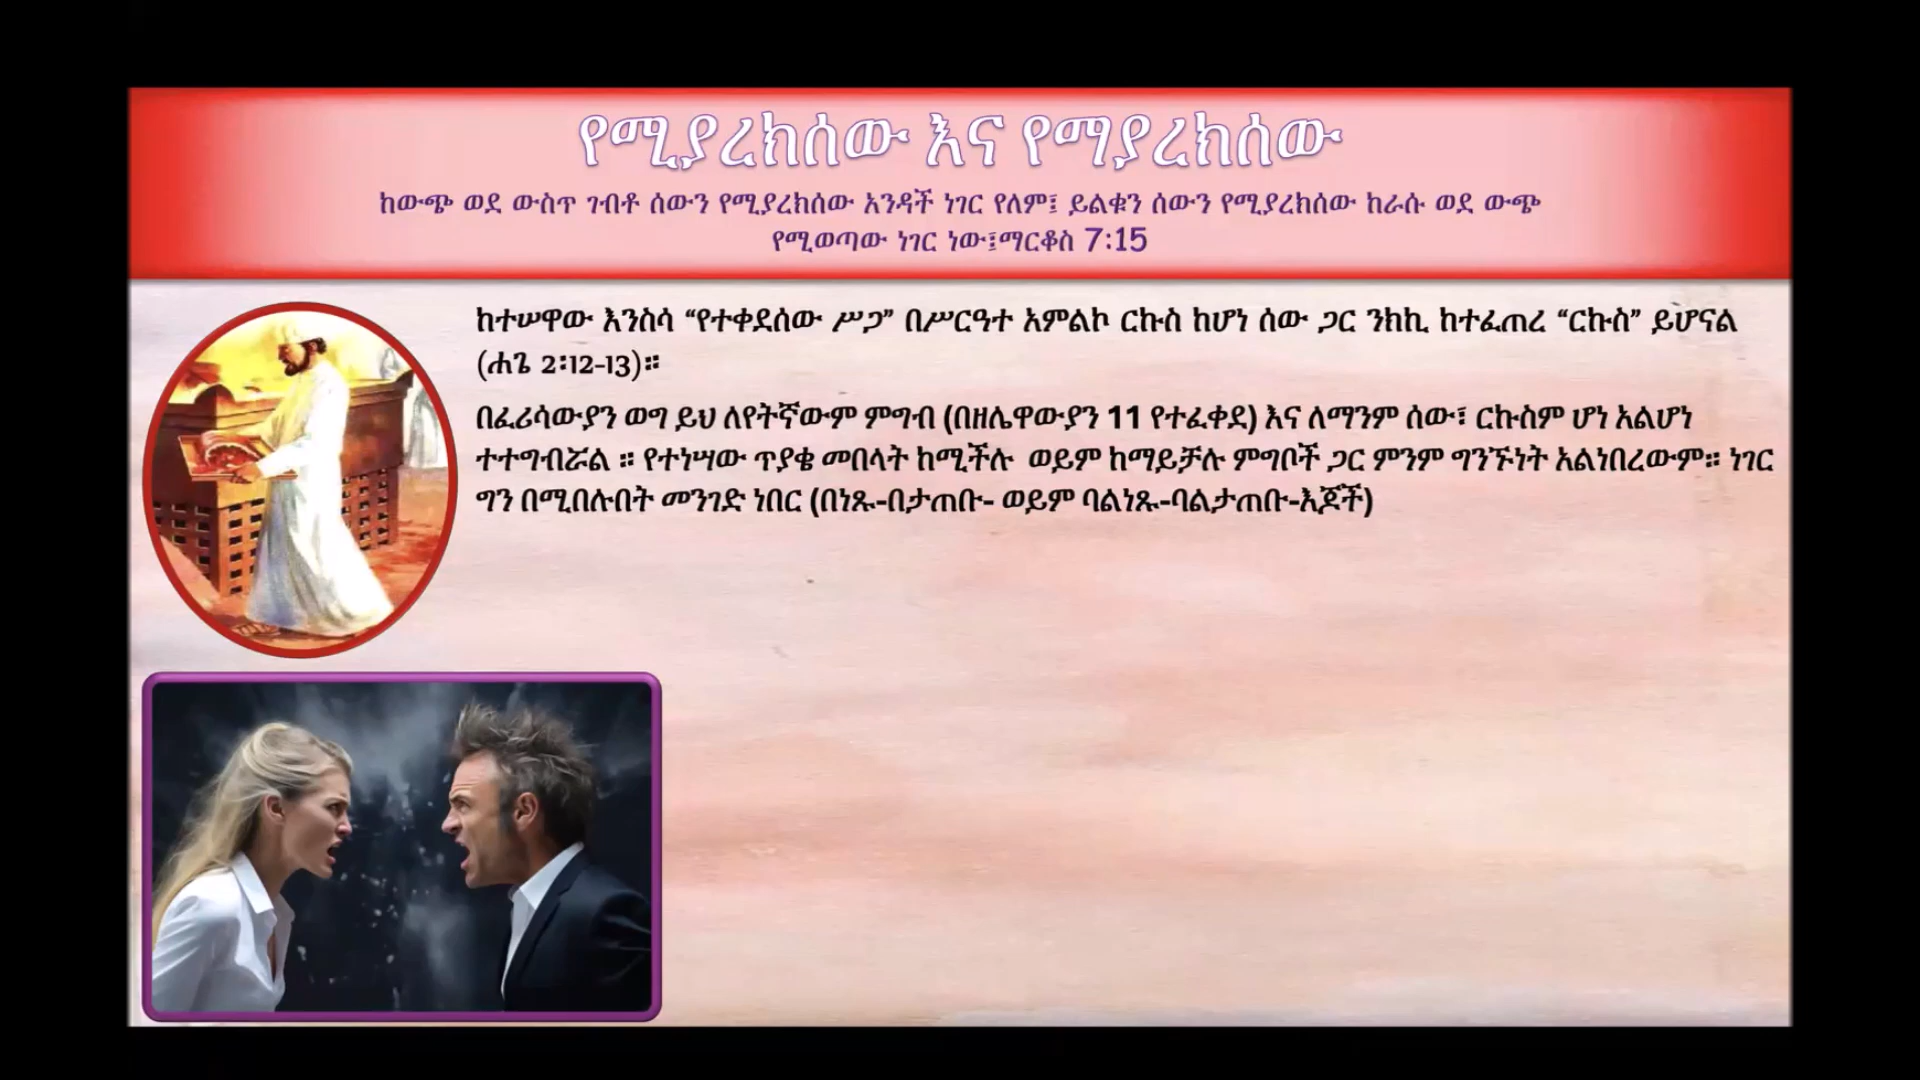 የሚያረክሰው እና የማያረክሰው
ከውጭ ወደ ውስጥ ገብቶ ሰውን የሚያረክሰው አንዳች ነገር የለም፤ ይልቁን ሰውን የሚያረክሰው ከራሱ ወደ ውጭ
የሚወጣው ነገር ነው፤ማርቆስ 7:15
ከተሠዋው እንስሳ “የተቀደሰው ሥጋ” በሥርዓተ አምልኮ ርኩስ ከሆነ ሰው ጋር ንክኪ ከተፈጠረ “ርኩስ” ይሆናል
(ሐጌ 2፡12-13)።
በፈሪሳውያን ወግ ይህ ለየትኛውም ምግብ (በዘሌዋውያን 11 የተፈቀደ) እና ለማንም ሰው፣ ርኩስም ሆነ አልሆነ
ተተግብሯል ። የተነሣው ጥያቄ መበላት ከሚችሉ ወይም ከማይቻሉ ምግቦች ጋር ምንም ግንኙነት አልነበረውም። ነገር
ግን በሚበሉበት መንገድ ነበር (በነጹ-በታጠቡ- ወይም ባልነጹ-ባልታጠቡ-እጆች)